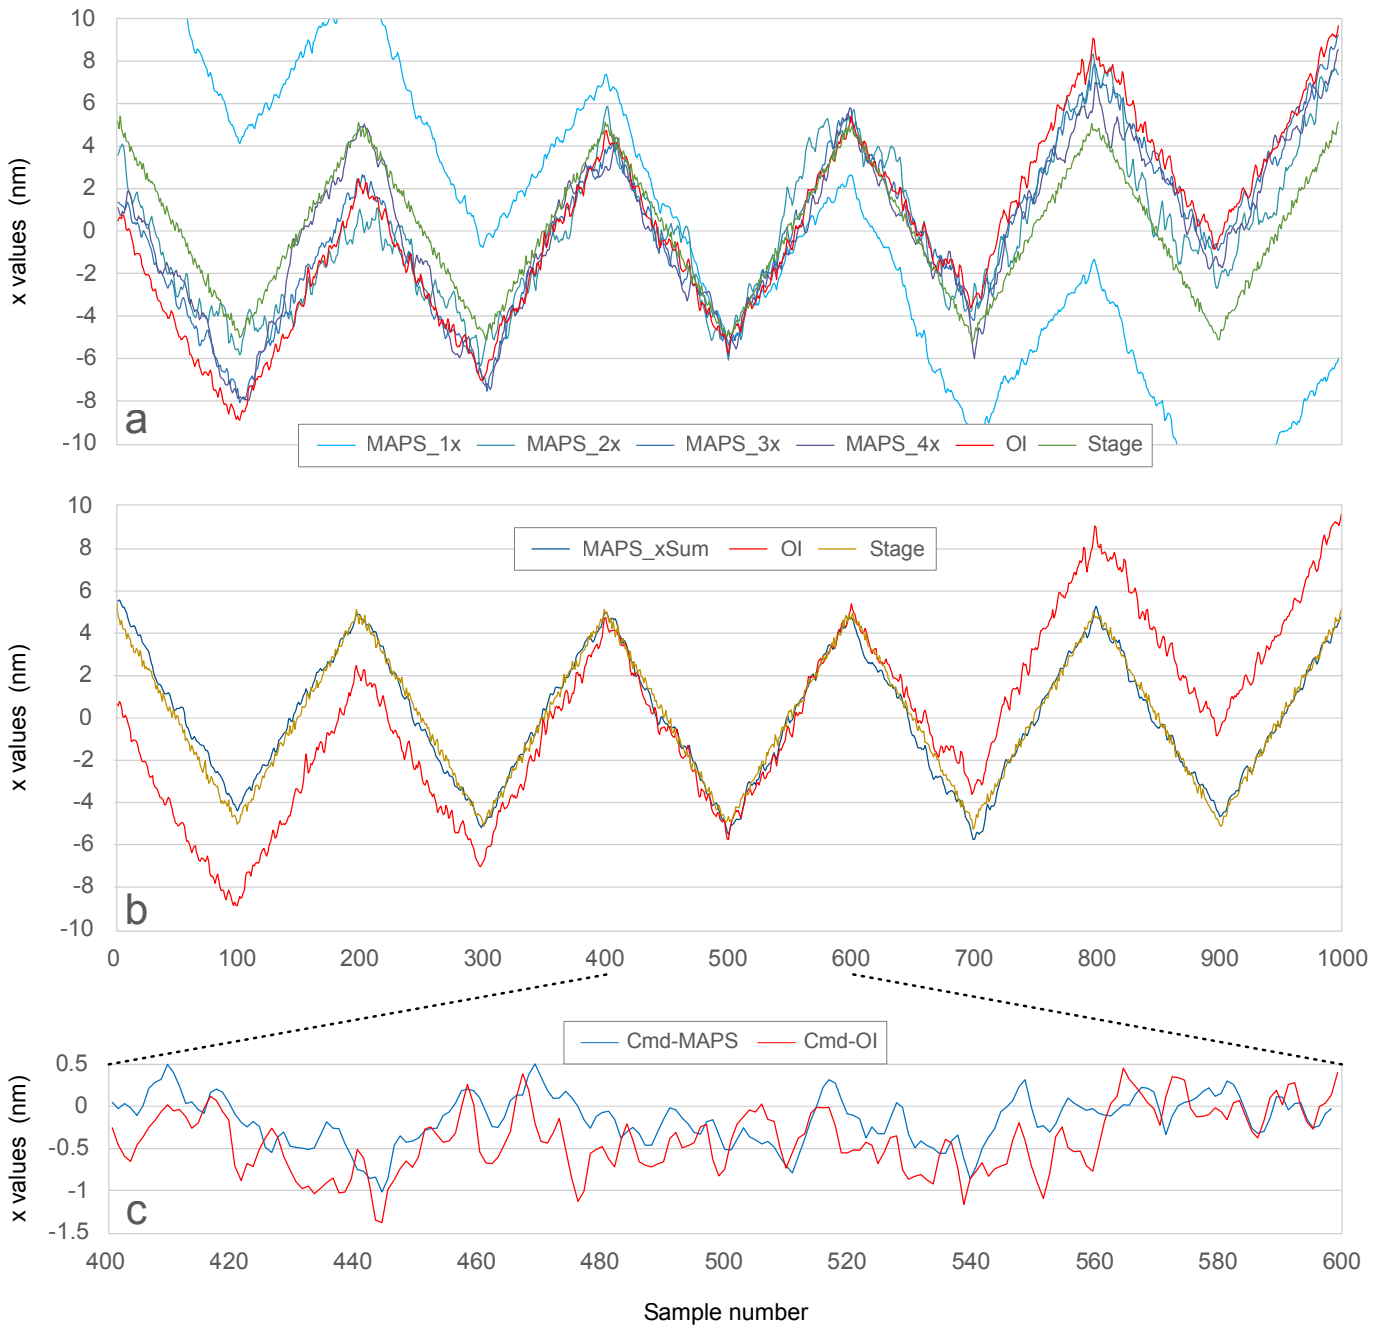 10
8
6
4
2
0
-2
-4
-6
-8
-10
x values (nm)
a
MAPS_1x MAPS_2x MAPS_3x MAPS_4x OI Stage
10
8
6
4
2
0
-2
-4
-6
-8
-10
x values (nm)
MAPS_xSum OI Stage
b
0 100 200 300 400 500 600 700 800 900 1000
Cmd-MAPS Cmd-OI
0.5
0
-0.5
-1
-1.5
x values (nm)
c
400 420 440 460 480 500 520 540 560 580 600
Sample number